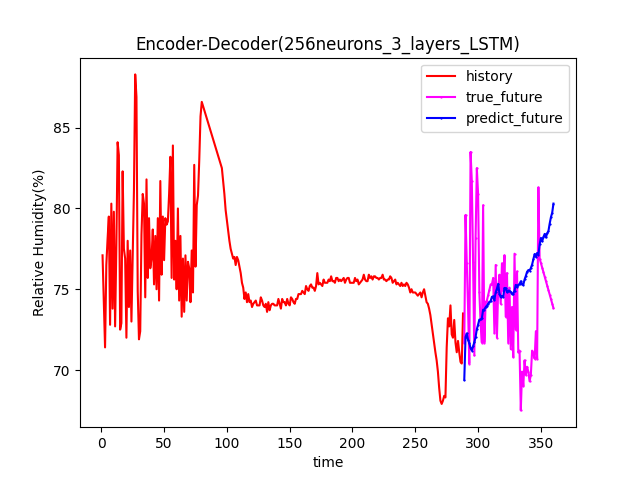 Encoder-Decoder(256neurons_3_layers_LSTM)
history
true_future
predict_future
Relative Humidity(%)
85
80
75
70
0 50 100 150 200 250 300 350
time